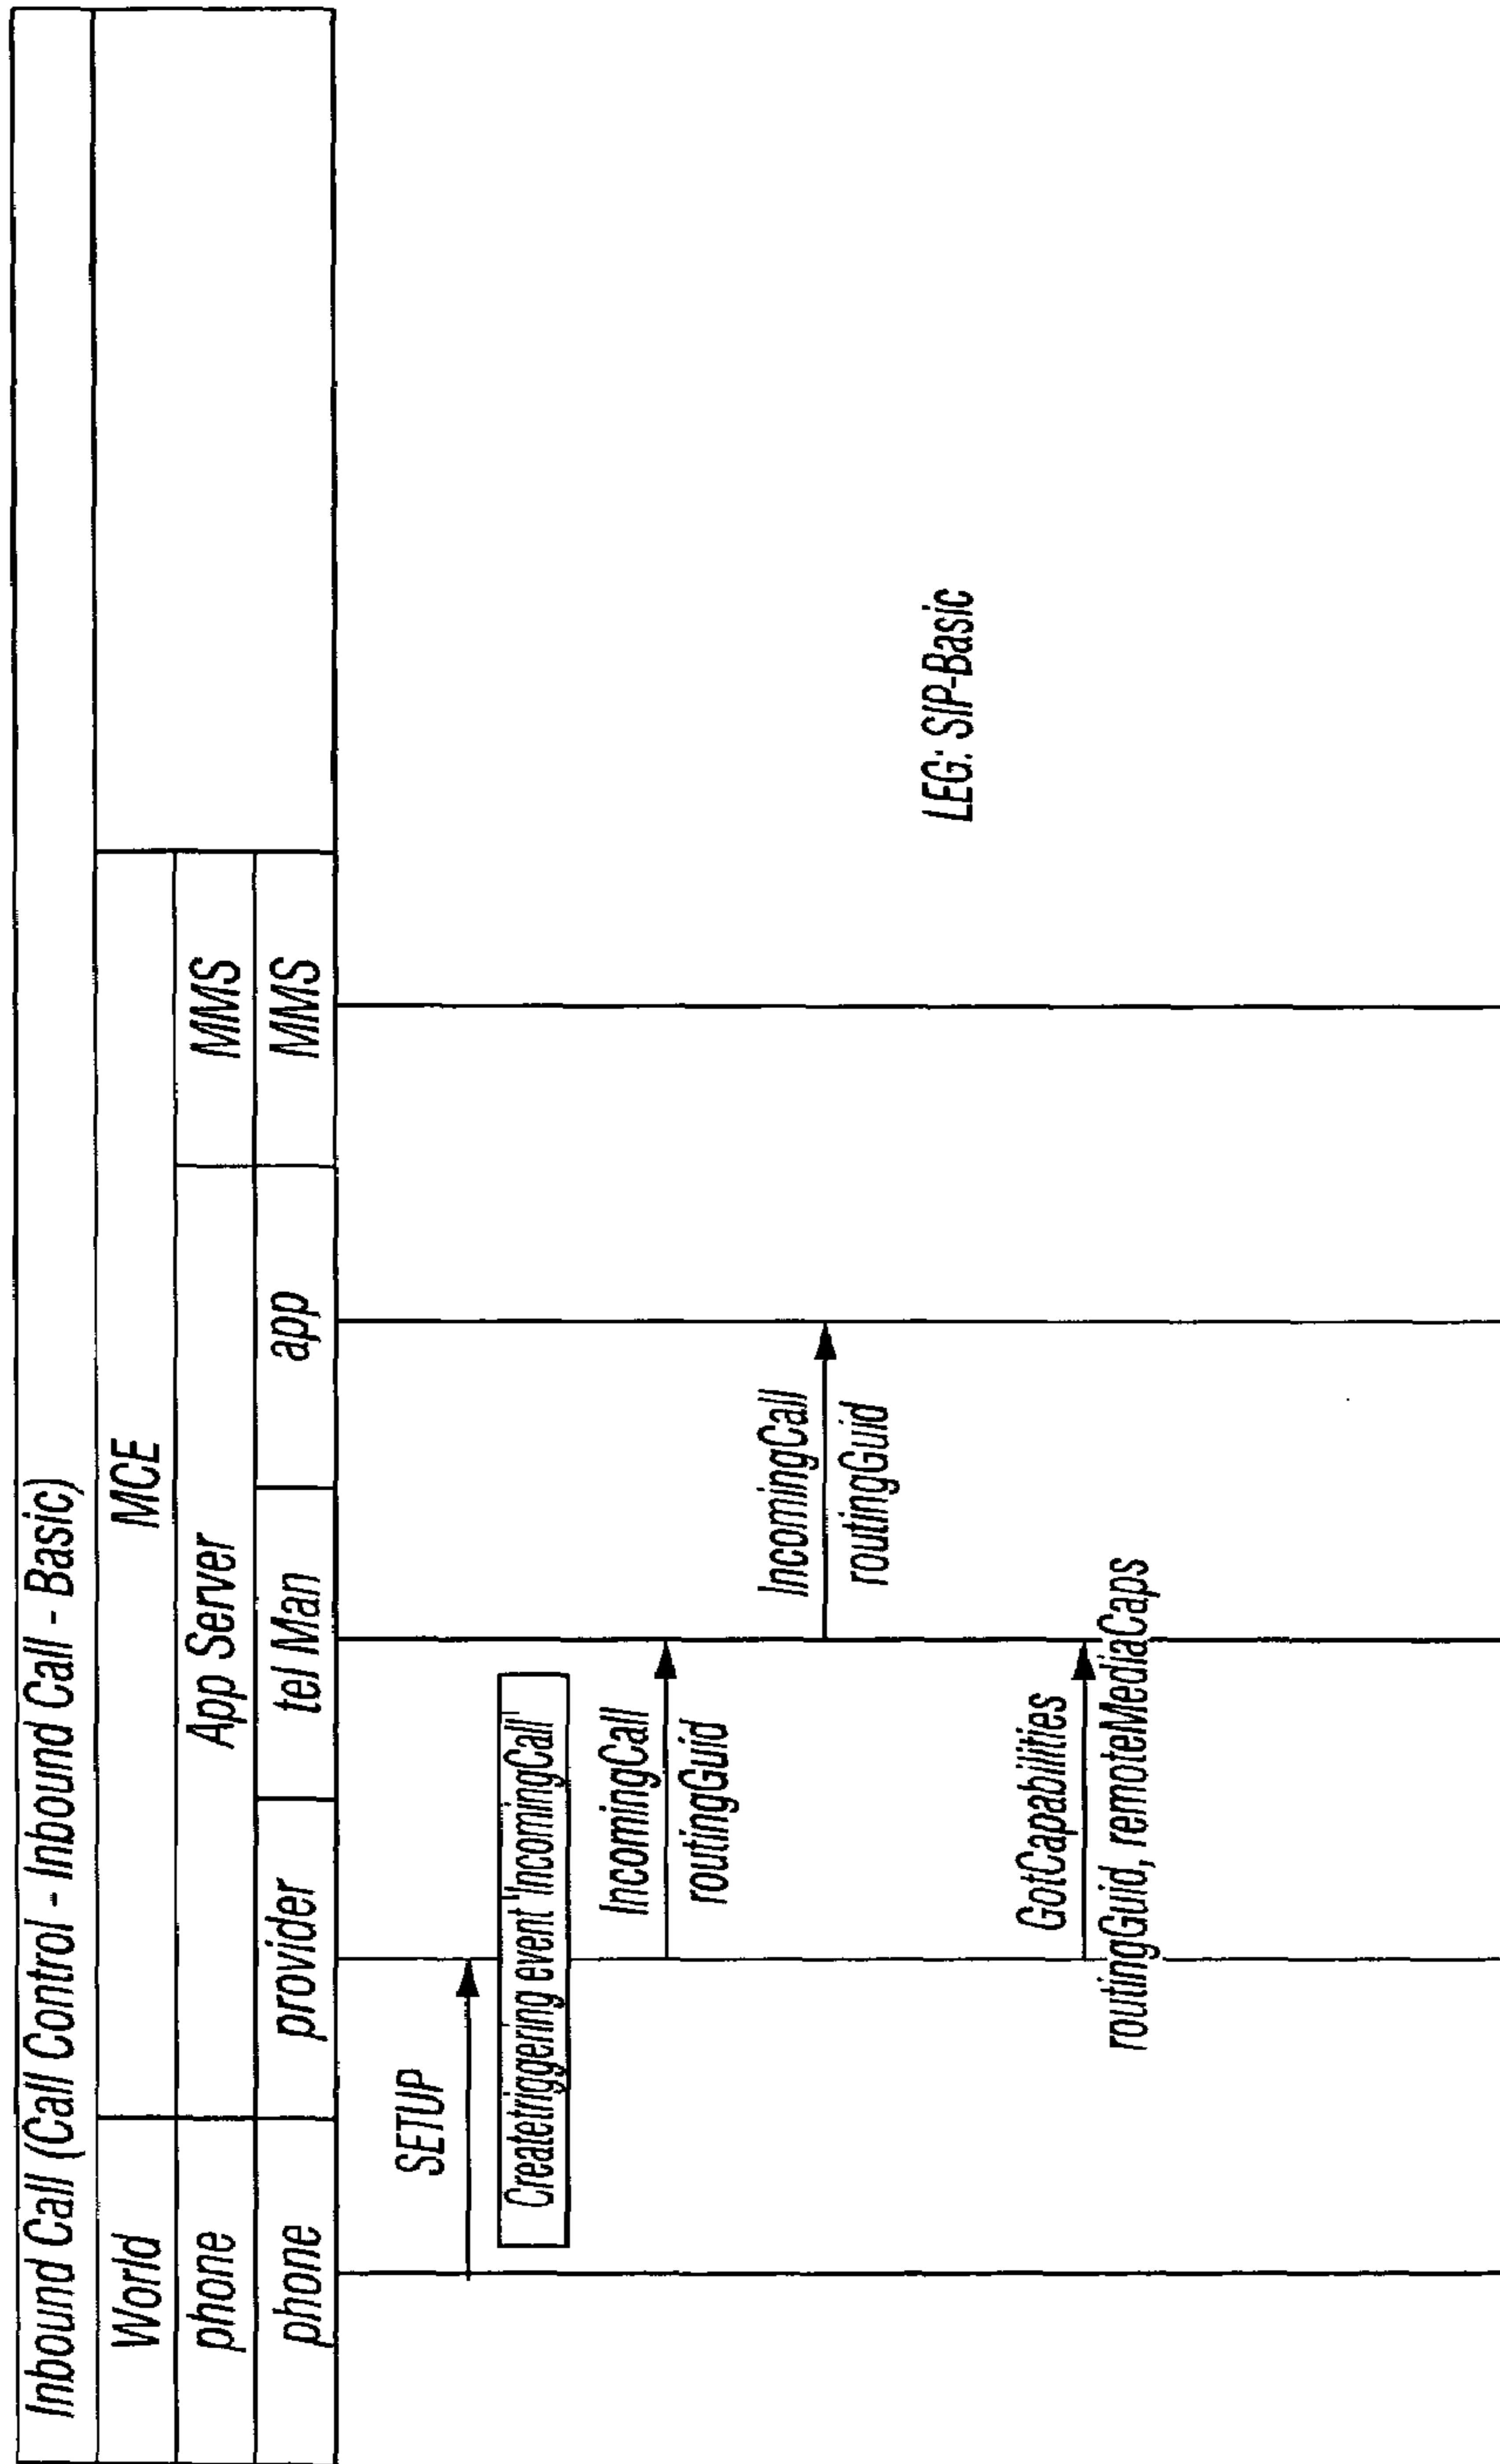 Inbound Call (Call Control - Inbound Call - Basic)
World
MCE
phone
App Server
MMS
phone
provider
tel Man
app
MMS
SETUP
Createtriggering event 'IncomingCall'
IncomingCall
routingGuid
IncomingCall
routingGuid
LEG: SIP-Basic
GotCapabilities
routingGuid, remoteMediaCaps